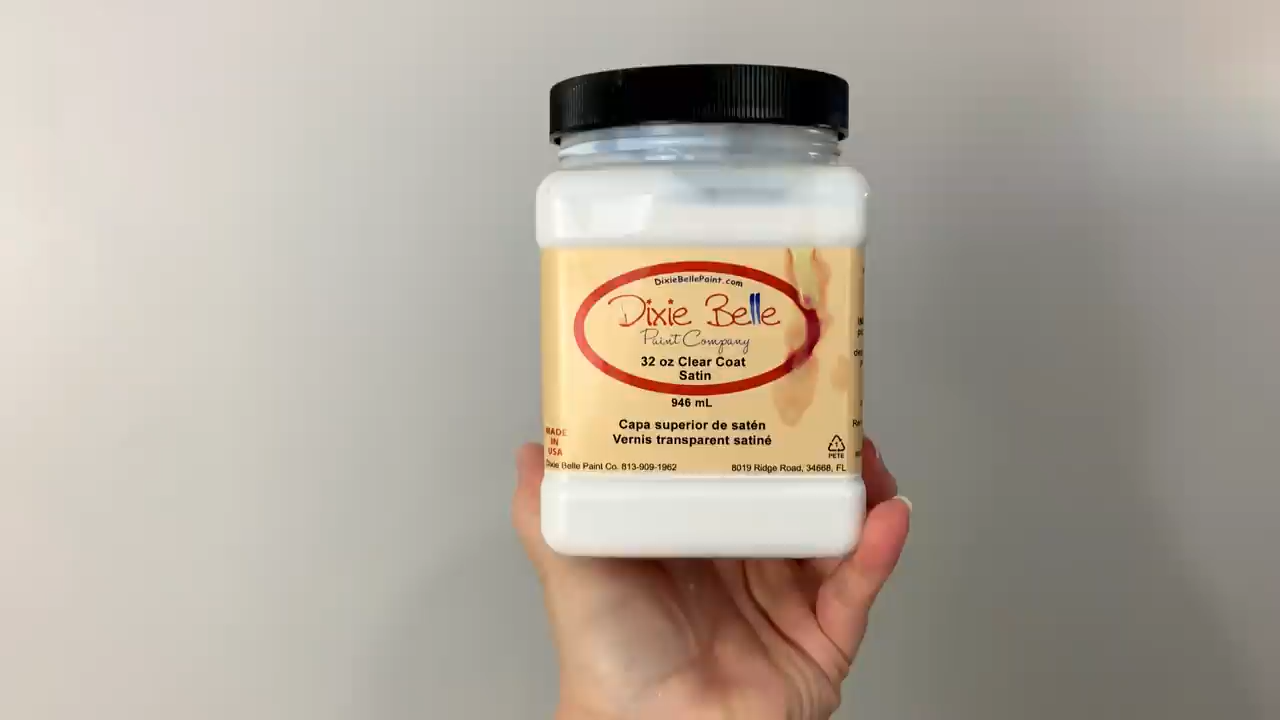 DixieBellePaint.com
Dixie Belle
Paint Company
32 oz Clear Coat
Satin
946 mL
Capa superior de satén
Vernis transparent satiné
MADE
IN
USA
1
PETE
Dixie Belle Paint Co. 813-909-1962
8019 Ridge Road, 34668, FL